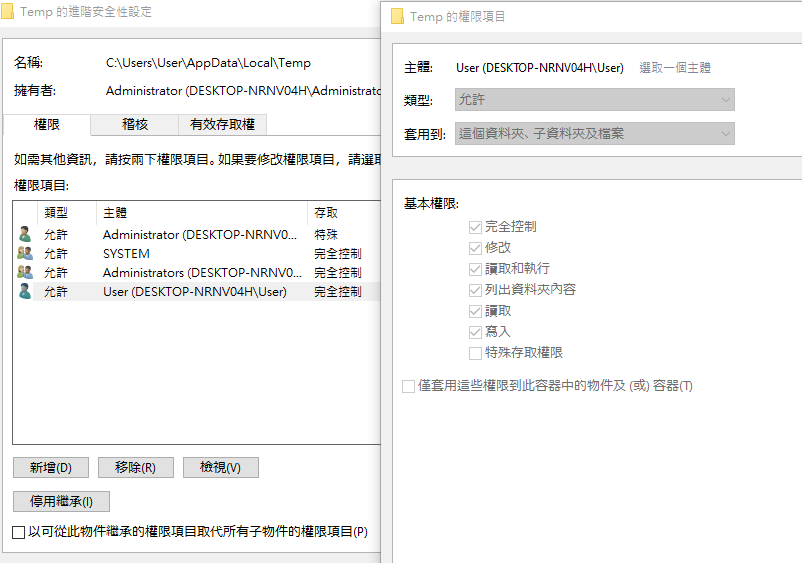 Temp 的進階安全性設定
名稱: C:\Users\User\AppData\Local\Temp
擁有者: Administrator (DESKTOP-NRNV04H\Administrato
權限 稽核 有效存取權
如需其他資訊，請按兩下權限項目。如果要修改權限項目，請選取
權限項目:
類型 主體 存取
允許 Administrator (DESKTOP-NRNV0... 特殊
允許 SYSTEM 完全控制
允許 Administrators (DESKTOP-NRNV0... 完全控制
允許 User (DESKTOP-NRNV04H\User) 完全控制
新增(D) 移除(R) 檢視(V)
停用繼承(I)
以可從此物件繼承的權限項目取代所有子物件的權限項目(P)
Temp 的權限項目
主體: User (DESKTOP-NRNV04H\User) 選取一個主體
類型: 允許
套用到: 這個資料夾、子資料夾及檔案
基本權限:
完全控制
修改
讀取和執行
列出資料夾內容
讀取
寫入
特殊存取權限
僅套用這些權限到此容器中的物件及 (或) 容器(T)